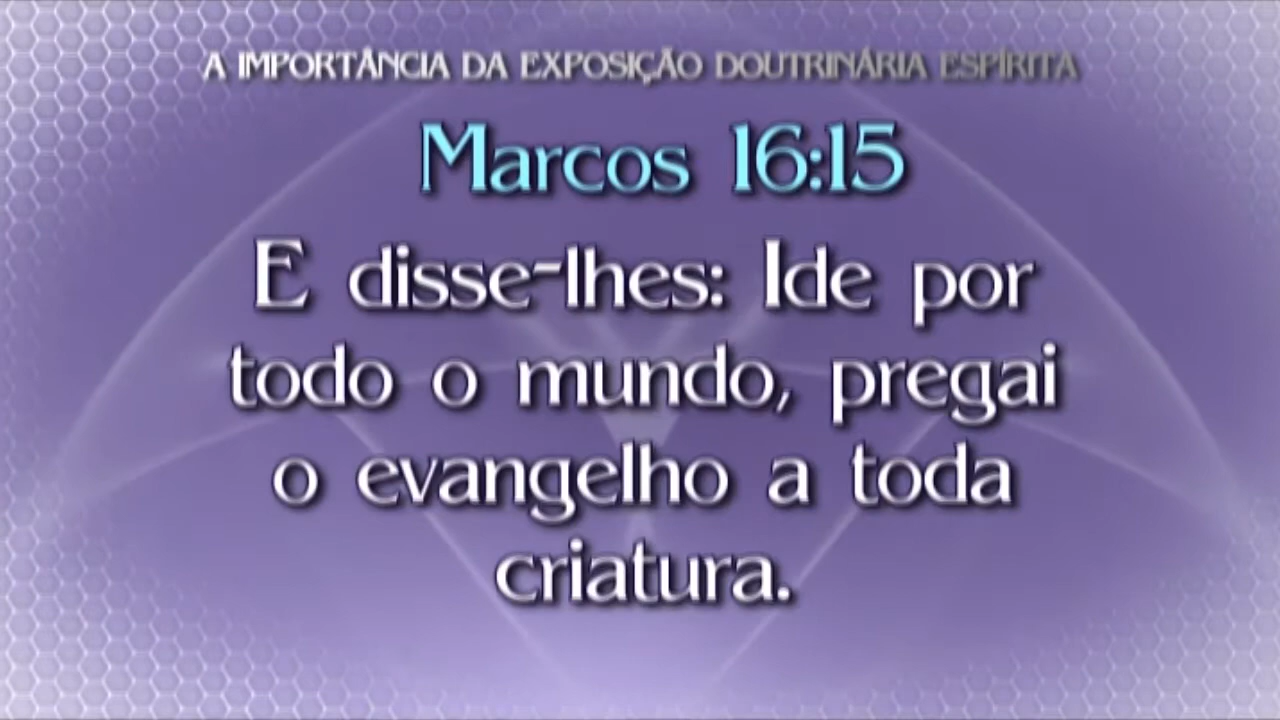 A IMPORTÂNCIA DA EXPOSIÇÃO DOUTRINÁRIA ESPÍRITA
Marcos 16:15
E disse-lhes: Ide por
todo o mundo, pregai
o evangelho a toda
criatura.